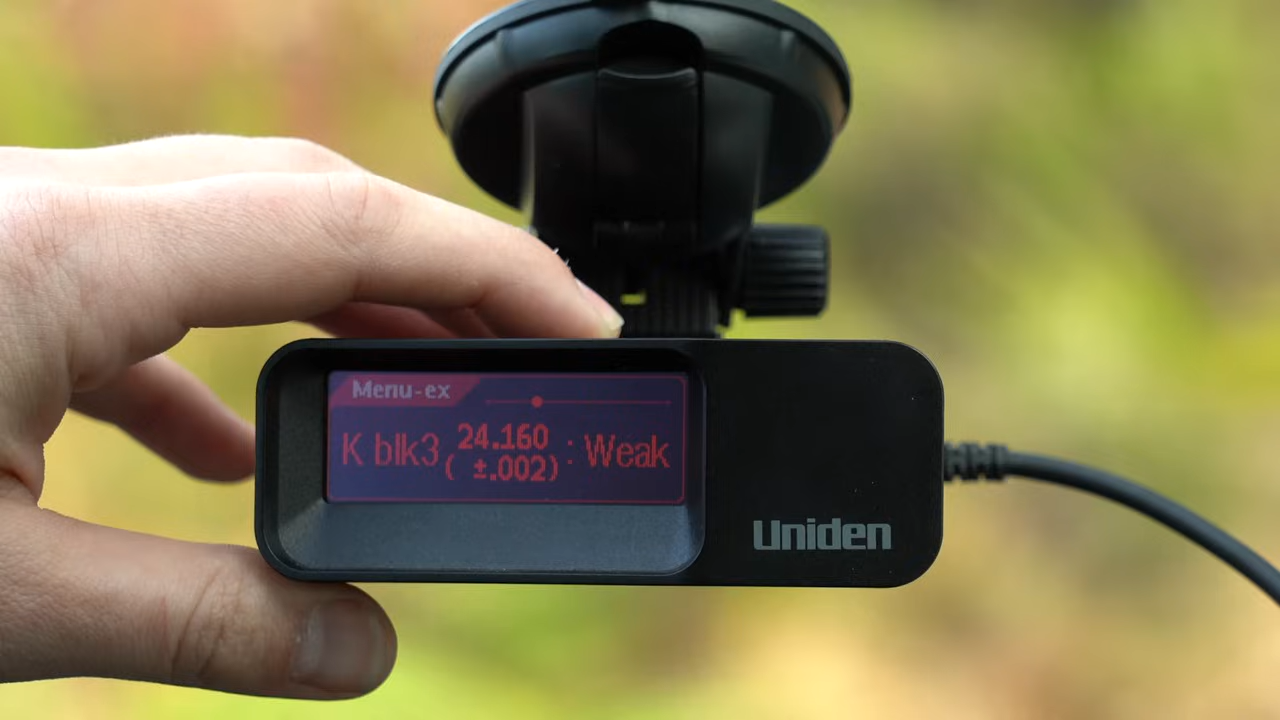 Menu-ex
K blk3 24.160 : Weak
( ±.002)
Uniden